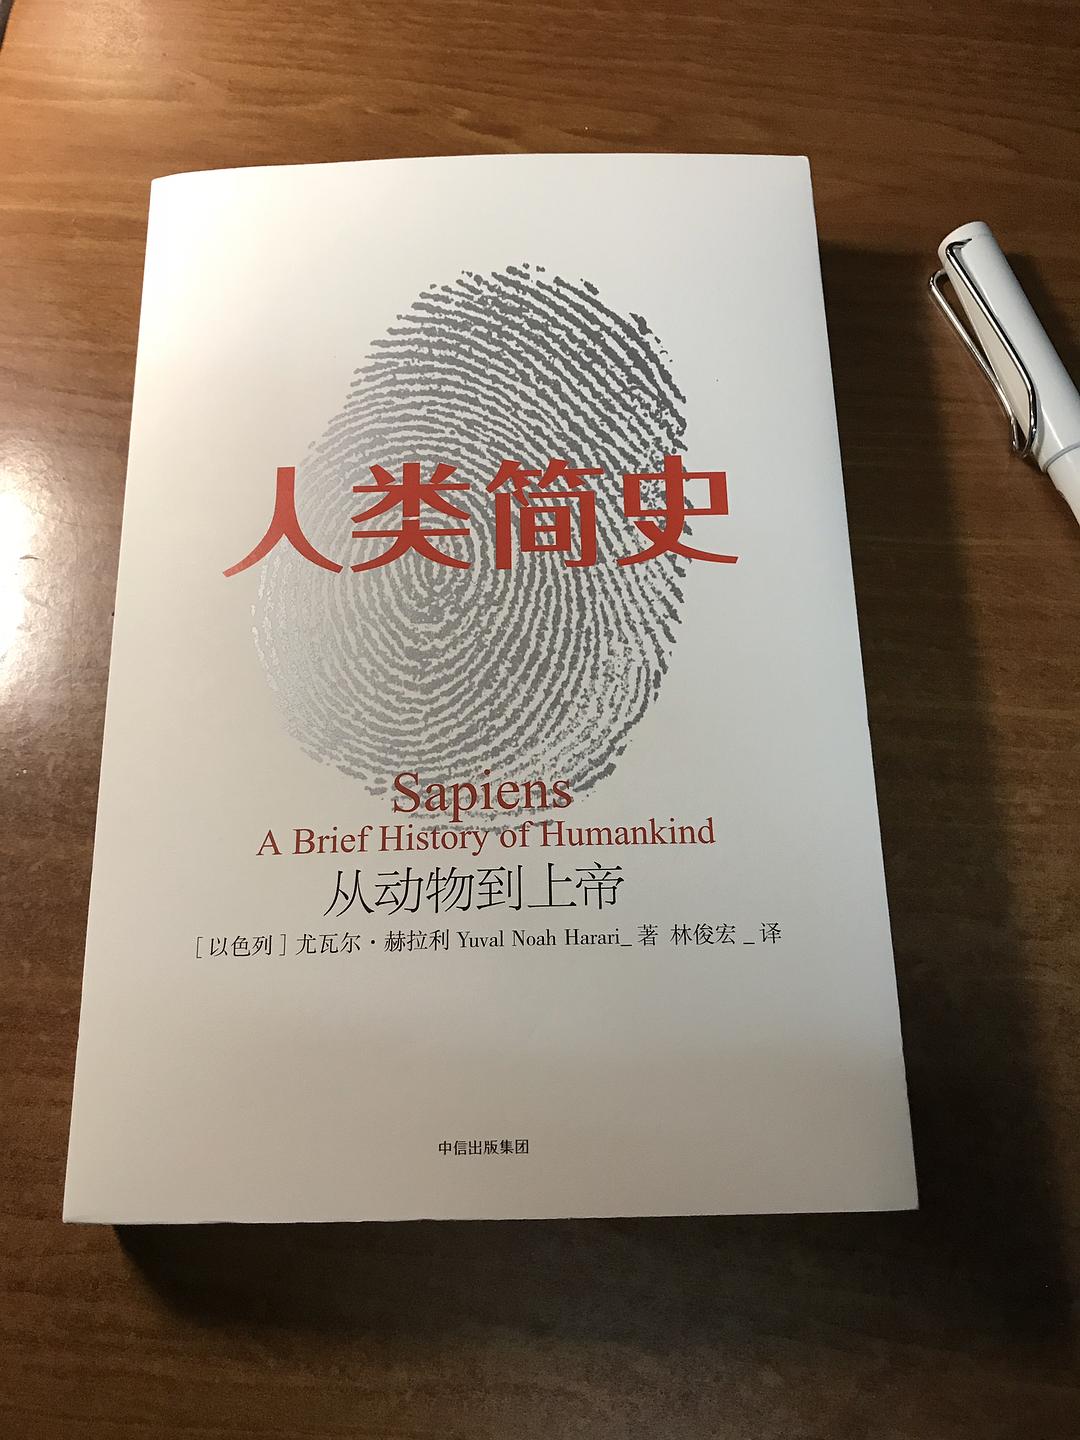 人类简史
Sapiens
A Brief History of Humankind
从动物到上帝
[以色列] 尤瓦尔·赫拉利 Yuval Noah Harari_著 林俊宏_译
中信出版集团